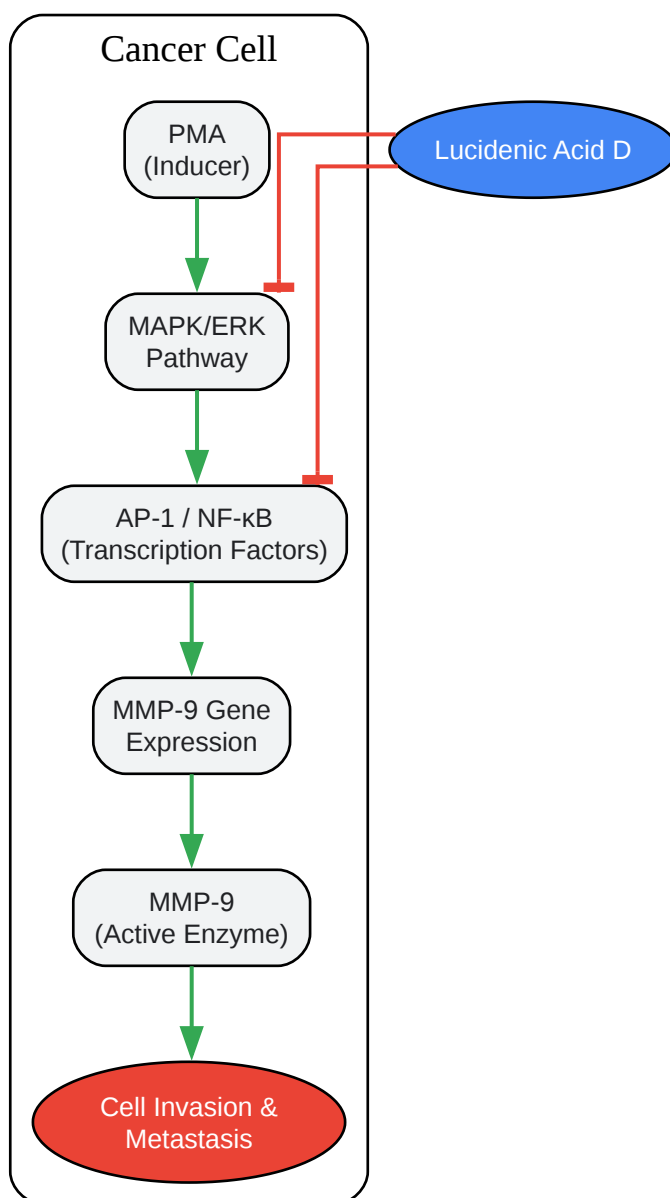 Cancer Cell
PMA
(Inducer)
Lucidenic Acid D
MAPK/ERK
Pathway
AP-1 / NF-κB
(Transcription Factors)
MMP-9 Gene
Expression
MMP-9
(Active Enzyme)
Cell Invasion &
Metastasis